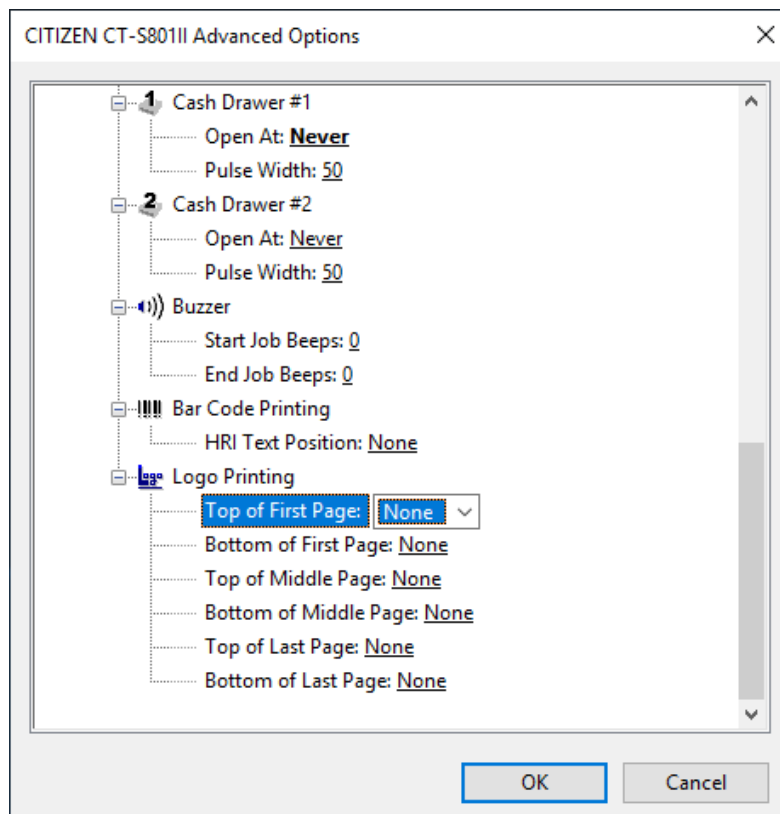 CITIZEN CT-S801II Advanced Options
1 Cash Drawer #1
Open At: Never
Pulse Width: 50
2 Cash Drawer #2
Open At: Never
Pulse Width: 50
Buzzer
Start Job Beeps: 0
End Job Beeps: 0
Bar Code Printing
HRI Text Position: None
Logo Logo Printing
Top of First Page: None
Bottom of First Page: None
Top of Middle Page: None
Bottom of Middle Page: None
Top of Last Page: None
Bottom of Last Page: None
OK Cancel